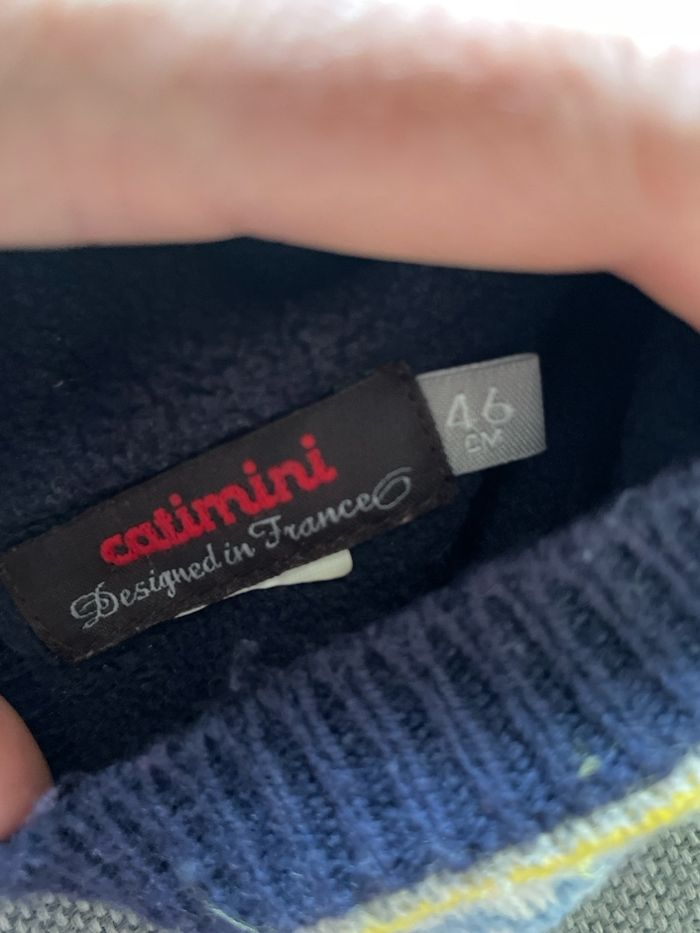 catimini
Designed in France
46
CM